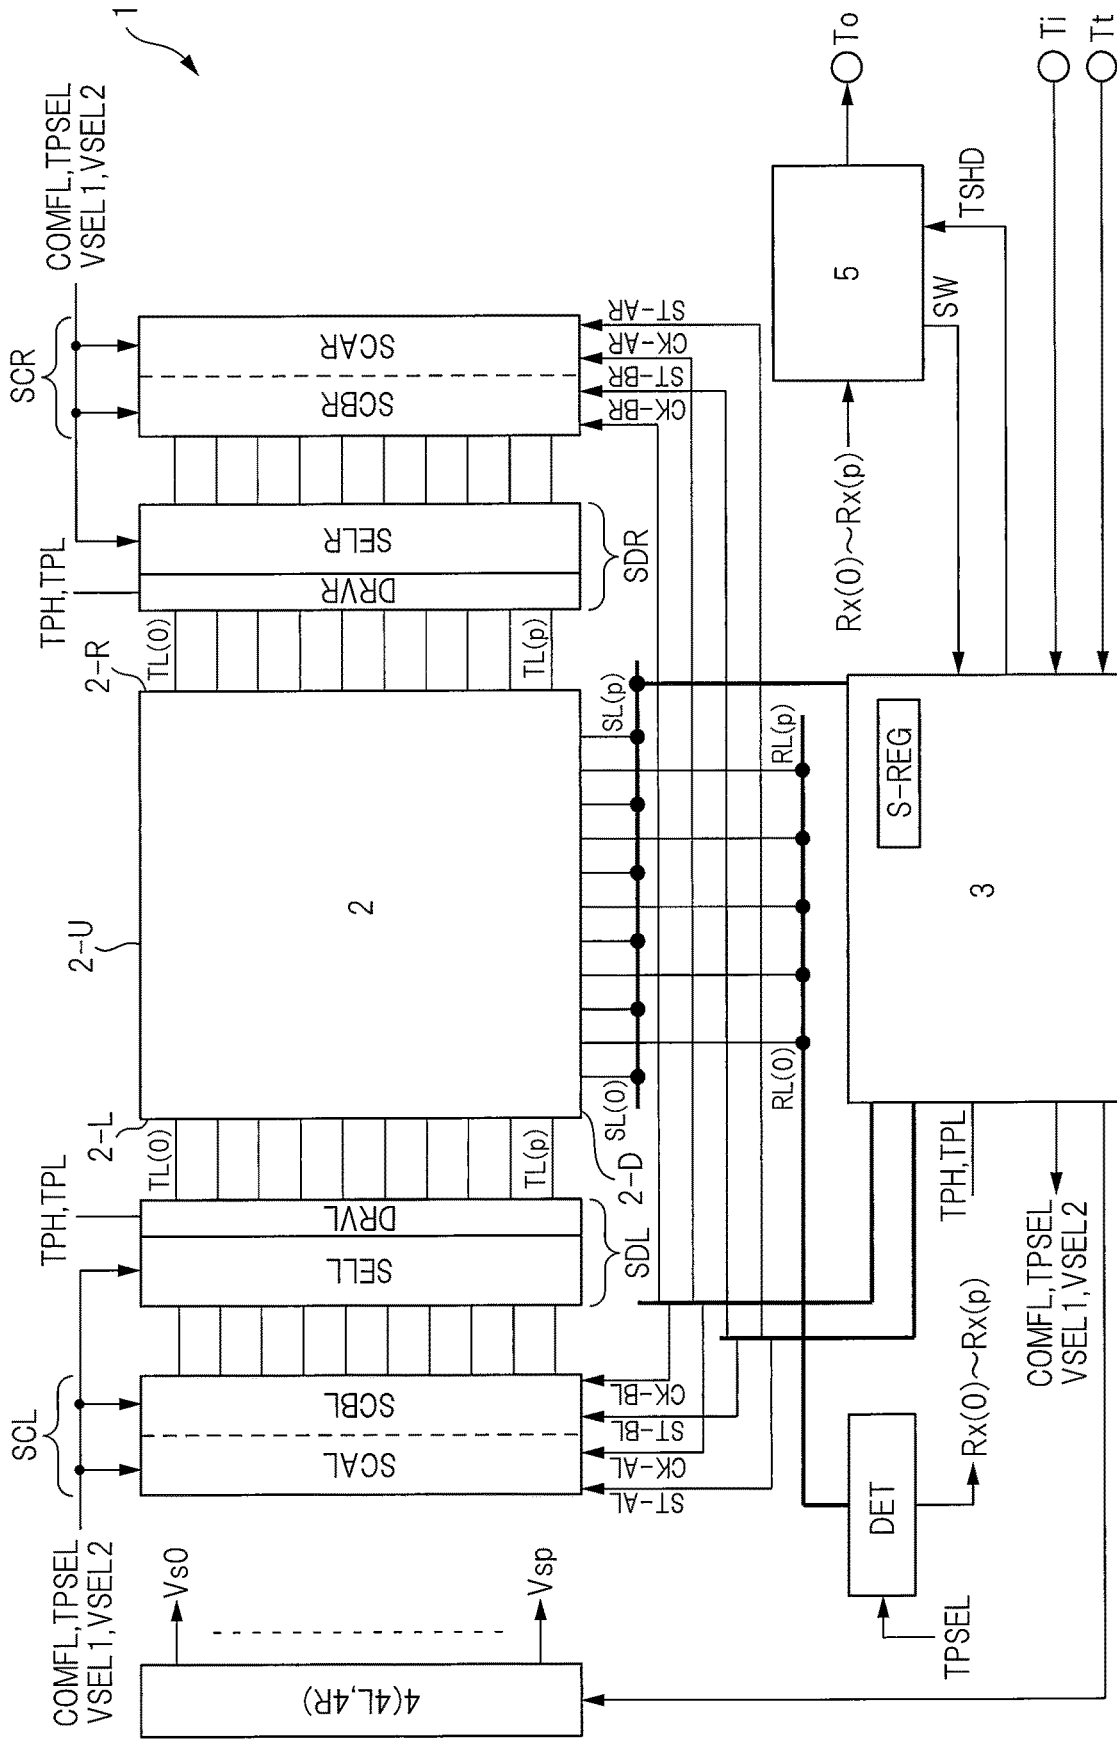 1
COMFL,TPSEL
VSEL1,VSEL2
SCR
SCAR
SCBR
ST-AR
CK-AR
ST-BR
CK-BR
TPH,TPL
SELR
DRVR
SDR
2-R
TL(0)
TL(p)
2-U
2
2-L
2-D
TL(0)
TL(p)
SL(p)
SL(0)
RL(p)
RL(0)
TPH,TPL
DRVL
SELL
SDL
SCL
SCBL
SCAL
CK-BL
ST-BL
CK-AL
ST-AL
COMFL,TPSEL
VSEL1,VSEL2
Vs0
Vsp
4(4L,4R)
To
Ti
Tt
5
TSHD
SW
Rx(0)~Rx(p)
S-REG
3
TPH,TPL
COMFL,TPSEL
VSEL1,VSEL2
Rx(0)~Rx(p)
DET
TPSEL